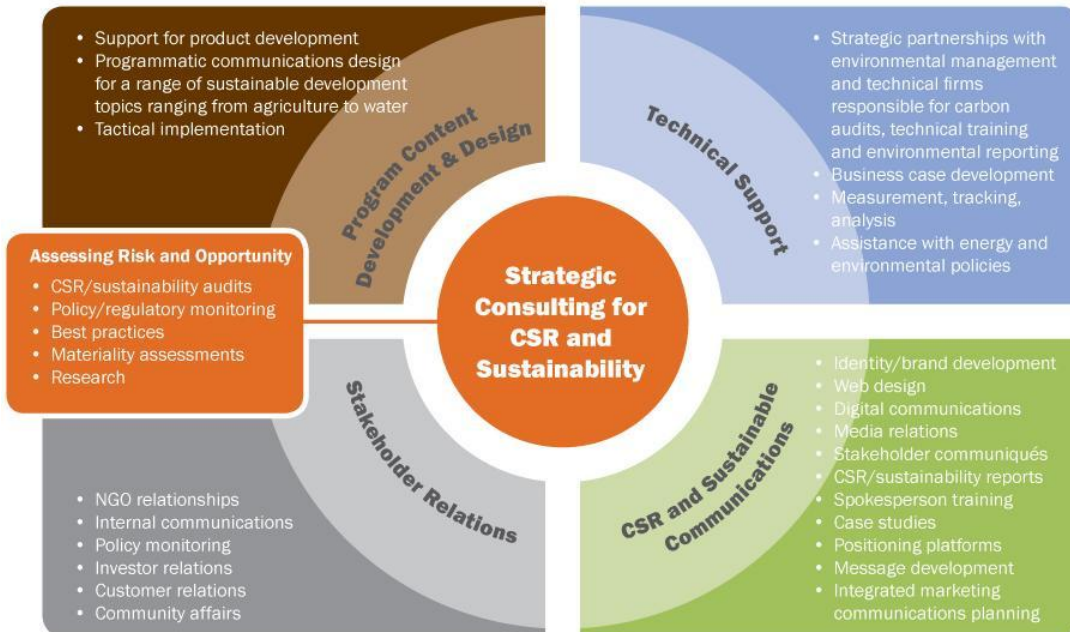 • Support for product development
• Programmatic communications design
for a range of sustainable development
topics ranging from agriculture to water
• Tactical implementation
Program Content
Development & Design
Technical Support
• Strategic partnerships with
environmental management
and technical firms
responsible for carbon
audits, technical training
and environmental reporting
• Business case development
• Measurement, tracking,
analysis
• Assistance with energy and
environmental policies
Assessing Risk and Opportunity
• CSR/sustainability audits
• Policy/regulatory monitoring
• Best practices
• Materiality assessments
• Research
Strategic
Consulting for
CSR and
Sustainability
Stakeholder Relations
• NGO relationships
• Internal communications
• Policy monitoring
• Investor relations
• Customer relations
• Community affairs
CSR and Sustainable
Communications
• Identity/brand development
• Web design
• Digital communications
• Media relations
• Stakeholder communiqués
• CSR/sustainability reports
• Spokesperson training
• Case studies
• Positioning platforms
• Message development
• Integrated marketing
communications planning